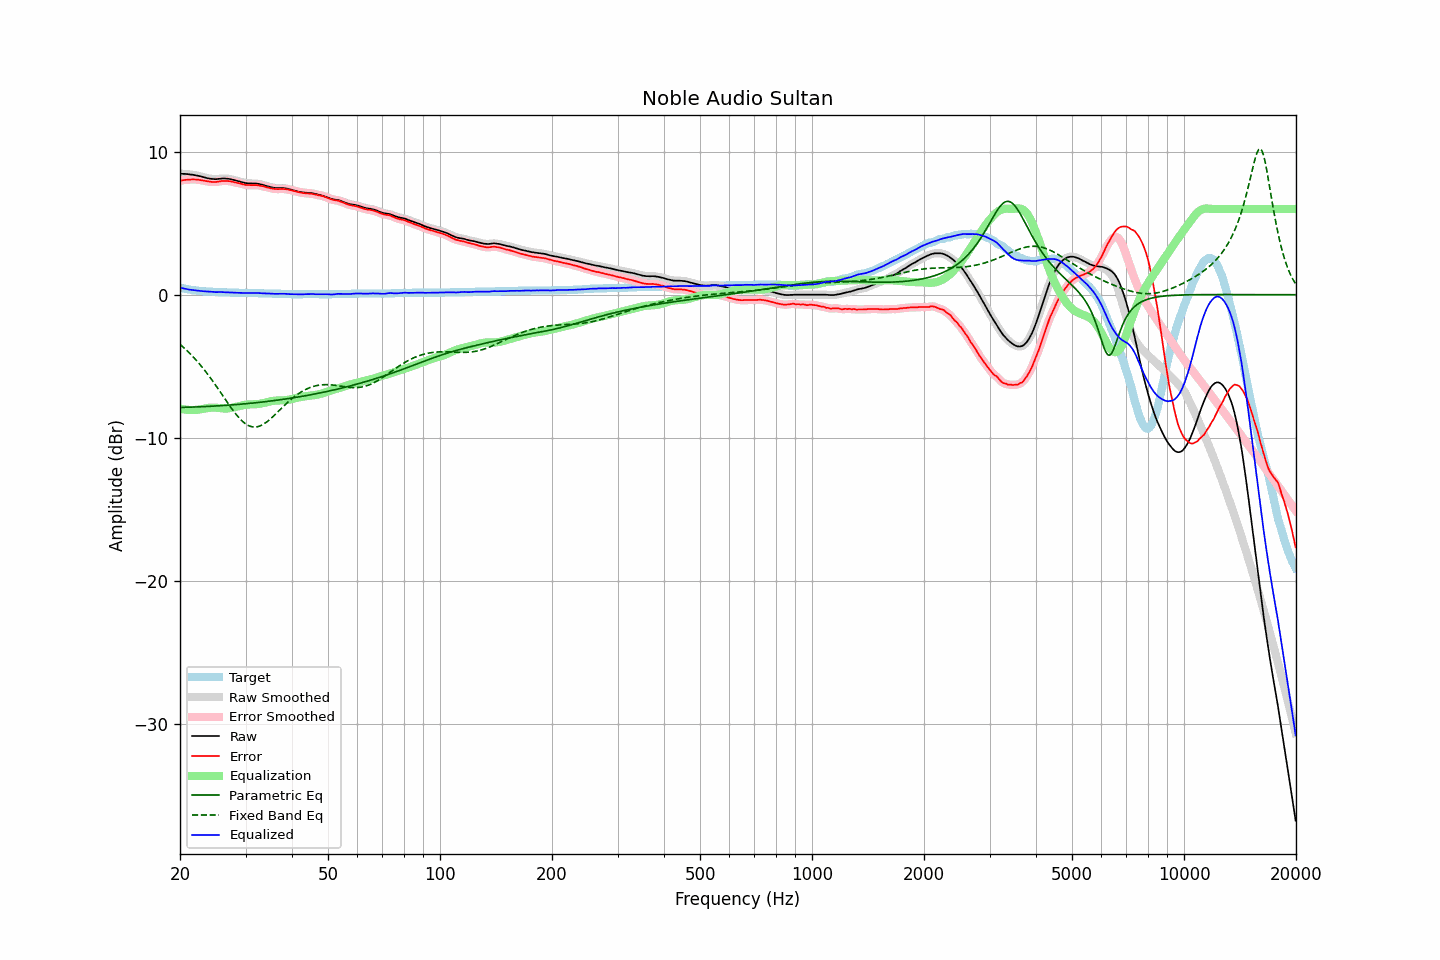 Noble Audio Sultan
10
0
−10
−20
−30
Amplitude (dBr)
Target
Raw Smoothed
Error Smoothed
Raw
Error
Equalization
Parametric Eq
Fixed Band Eq
Equalized
20 50 100 200 500 1000 2000 5000 10000 20000
Frequency (Hz)